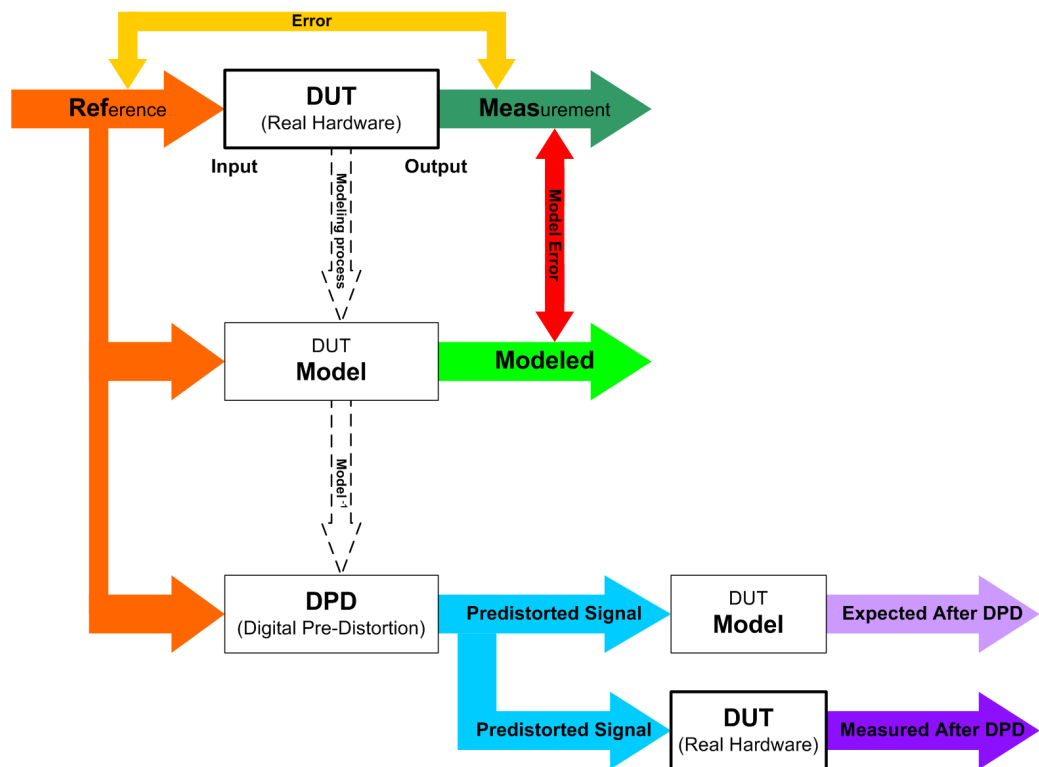 Error
Reference
DUT
(Real Hardware)
Measurement
Input
Output
Modeling process
Model Error
DUT
Model
Modeled
Model -1
DPD
(Digital Pre-Distortion)
Predistorted Signal
DUT
Model
Expected After DPD
Predistorted Signal
DUT
(Real Hardware)
Measured After DPD